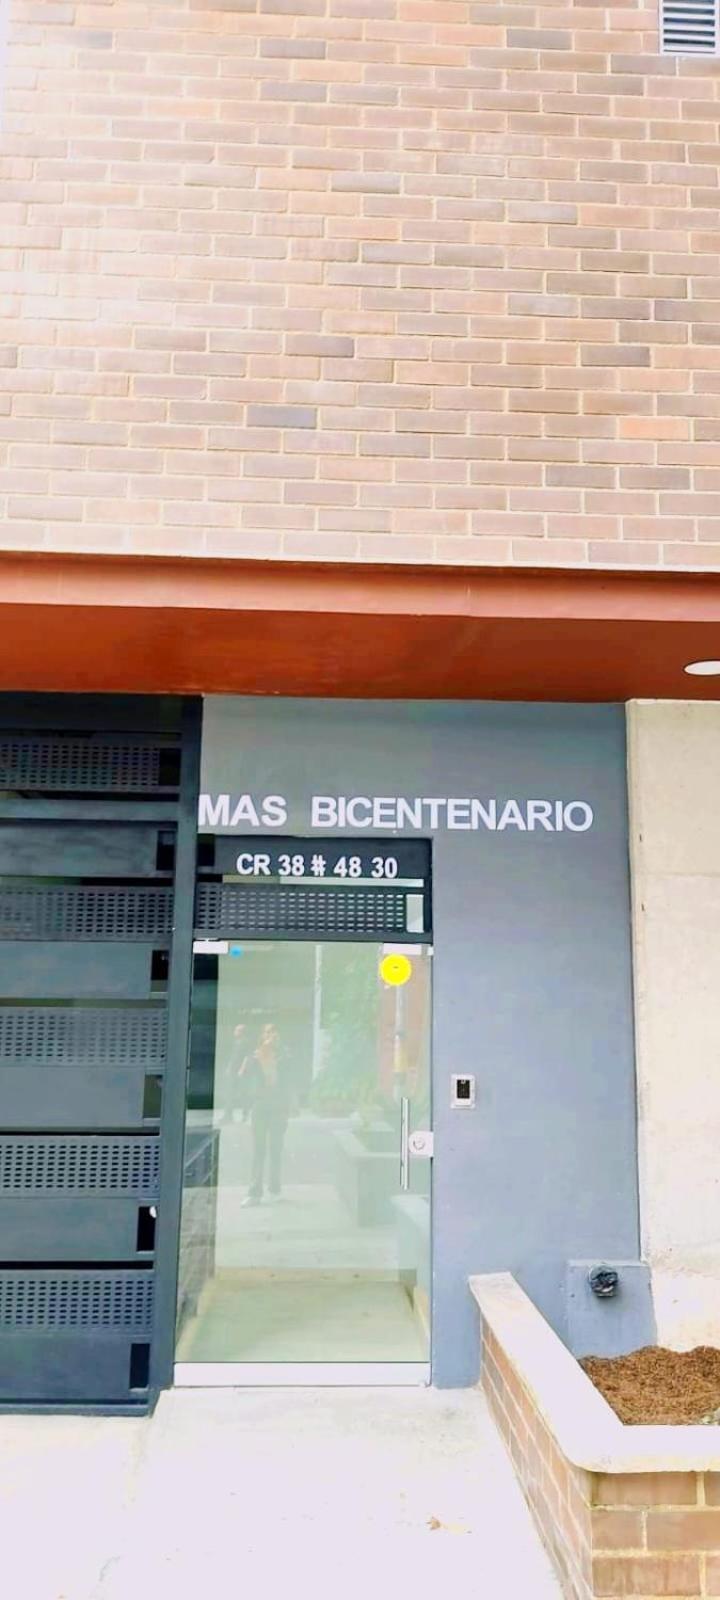 MAS BICENTENARIO
CR 38 # 48 30